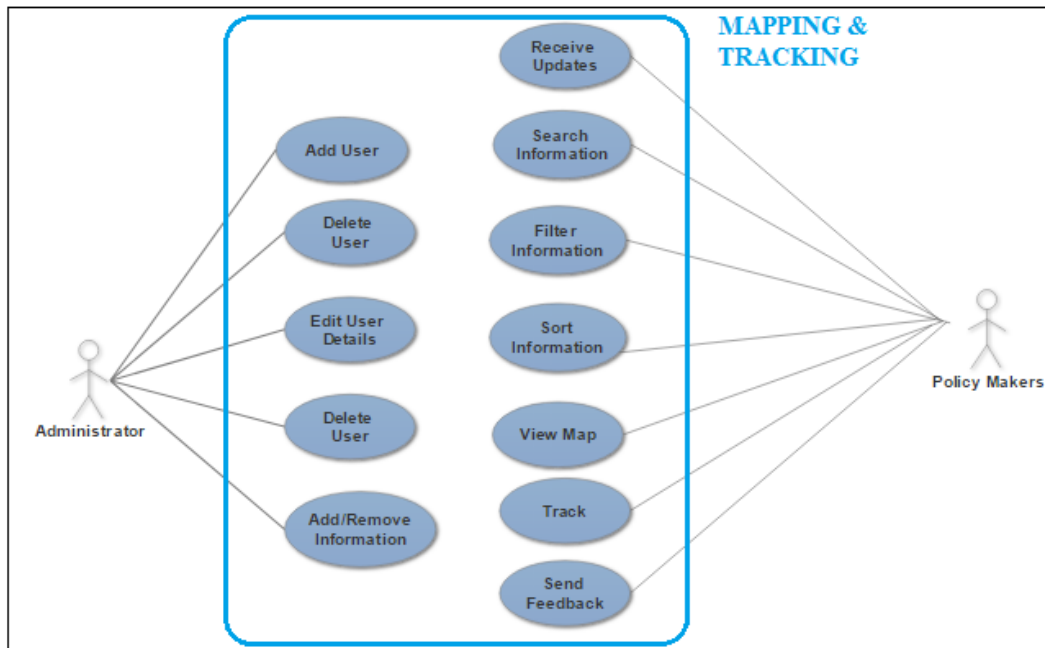 MAPPING &
TRACKING
Receive
Updates
Add User
Search
Information
Delete
User
Filter
Information
Edit User
Details
Sort
Information
Administrator
Policy Makers
Delete
User
View Map
Add/Remove
Information
Track
Send
Feedback